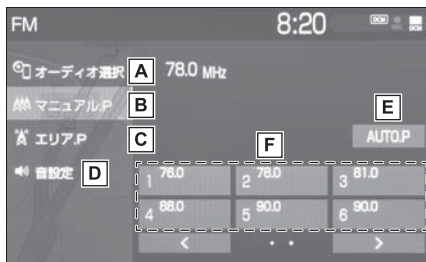 FM 8:20 DCM DCM
オーディオ選択 A 78.0 MHz
マニュアル.P B
エリア.P C
E
AUTO.P
音設定 D
F
1 76.0 2 78.0 3 81.0
4 88.0 5 90.0 6 90.0
< • • >